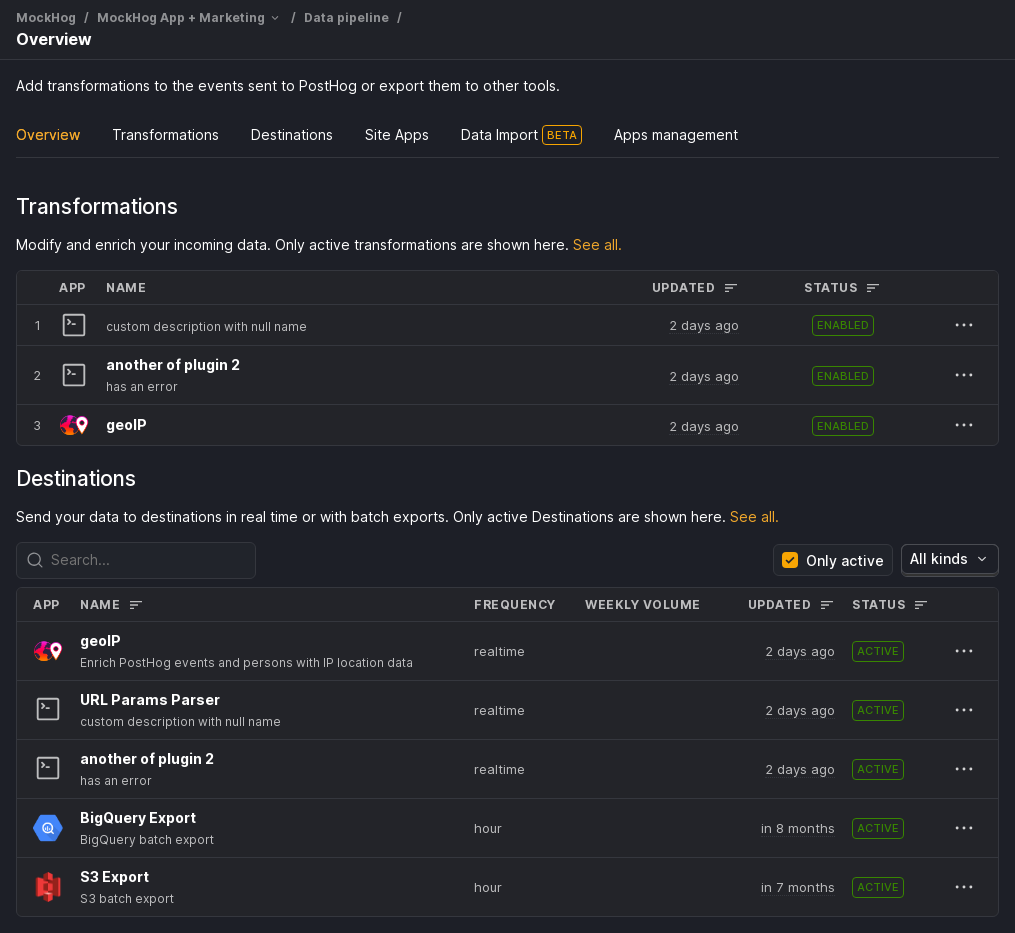 MockHog / MockHog App + Marketing / Data pipeline /
Overview
Add transformations to the events sent to PostHog or export them to other tools.
Overview Transformations Destinations Site Apps Data Import BETA Apps management
Transformations
Modify and enrich your incoming data. Only active transformations are shown here. See all.
APP NAME UPDATED STATUS
1 custom description with null name 2 days ago ENABLED
another of plugin 2
2 2 days ago ENABLED
has an error
3 geoIP 2 days ago ENABLED
Destinations
Send your data to destinations in real time or with batch exports. Only active Destinations are shown here. See all.
Search... Only active All kinds
APP NAME FREQUENCY WEEKLY VOLUME UPDATED STATUS
geoIP
realtime 2 days ago ACTIVE
Enrich PostHog events and persons with IP location data
URL Params Parser
realtime 2 days ago ACTIVE
custom description with null name
another of plugin 2
realtime 2 days ago ACTIVE
has an error
BigQuery Export
hour in 8 months ACTIVE
BigQuery batch export
S3 Export
hour in 7 months ACTIVE
S3 batch export